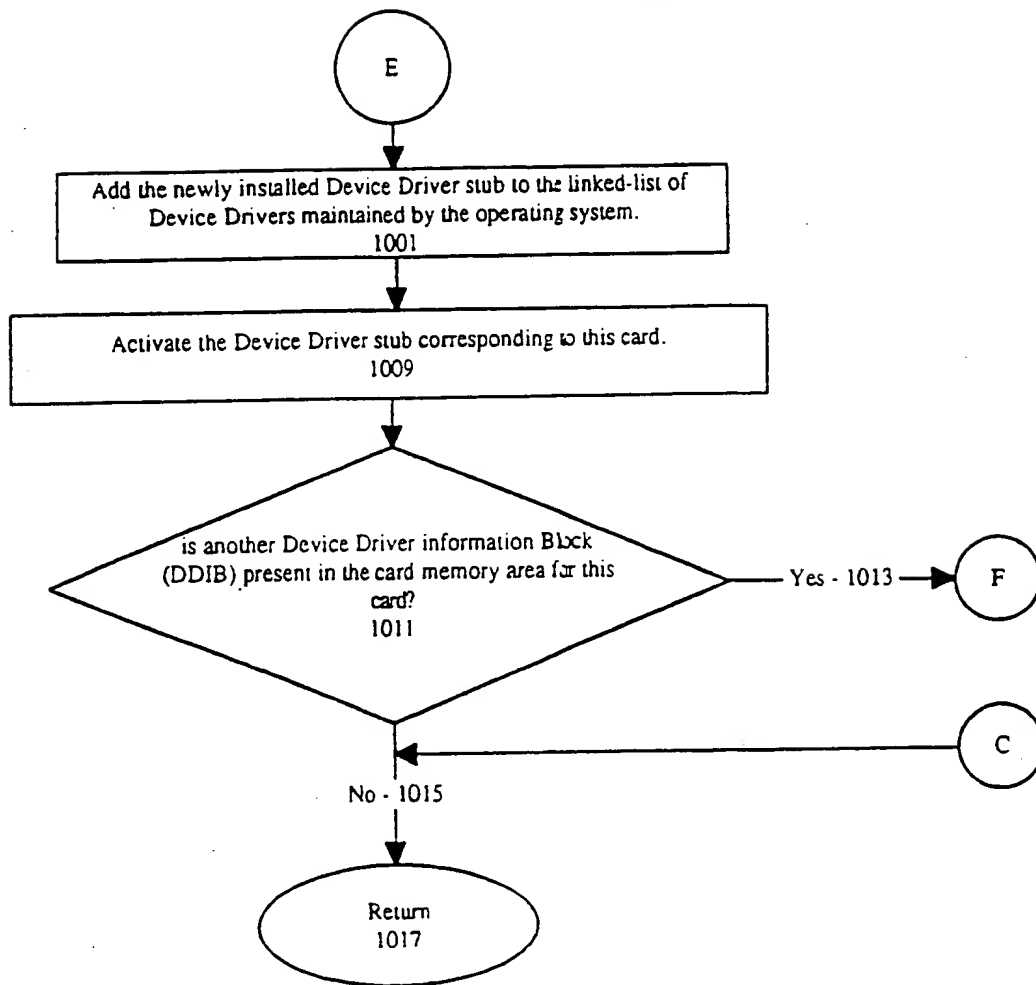 E
Add the newly installed Device Driver stub to the linked-list of
Device Drivers maintained by the operating system.
1001
Activate the Device Driver stub corresponding to this card.
1009
is another Device Driver information Block
(DDIB) present in the card memory area for this
card?
1011
Yes - 1013
F
C
No - 1015
Return
1017